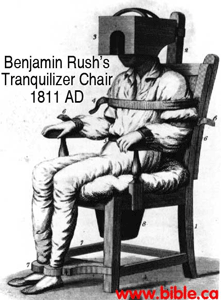 Benjamin Rush's
Tranquilizer Chair
1811 AD
www.bible.ca